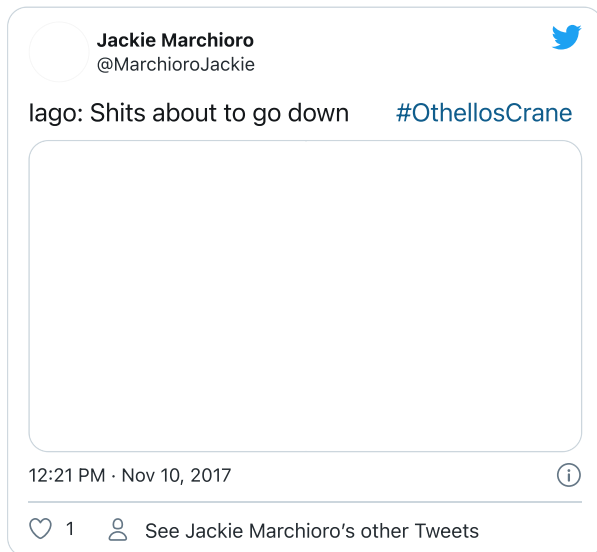 Jackie Marchioro
@MarchioroJackie
Iago: Shits about to go down #OthellosCrane
12:21 PM · Nov 10, 2017
1 See Jackie Marchioro’s other Tweets